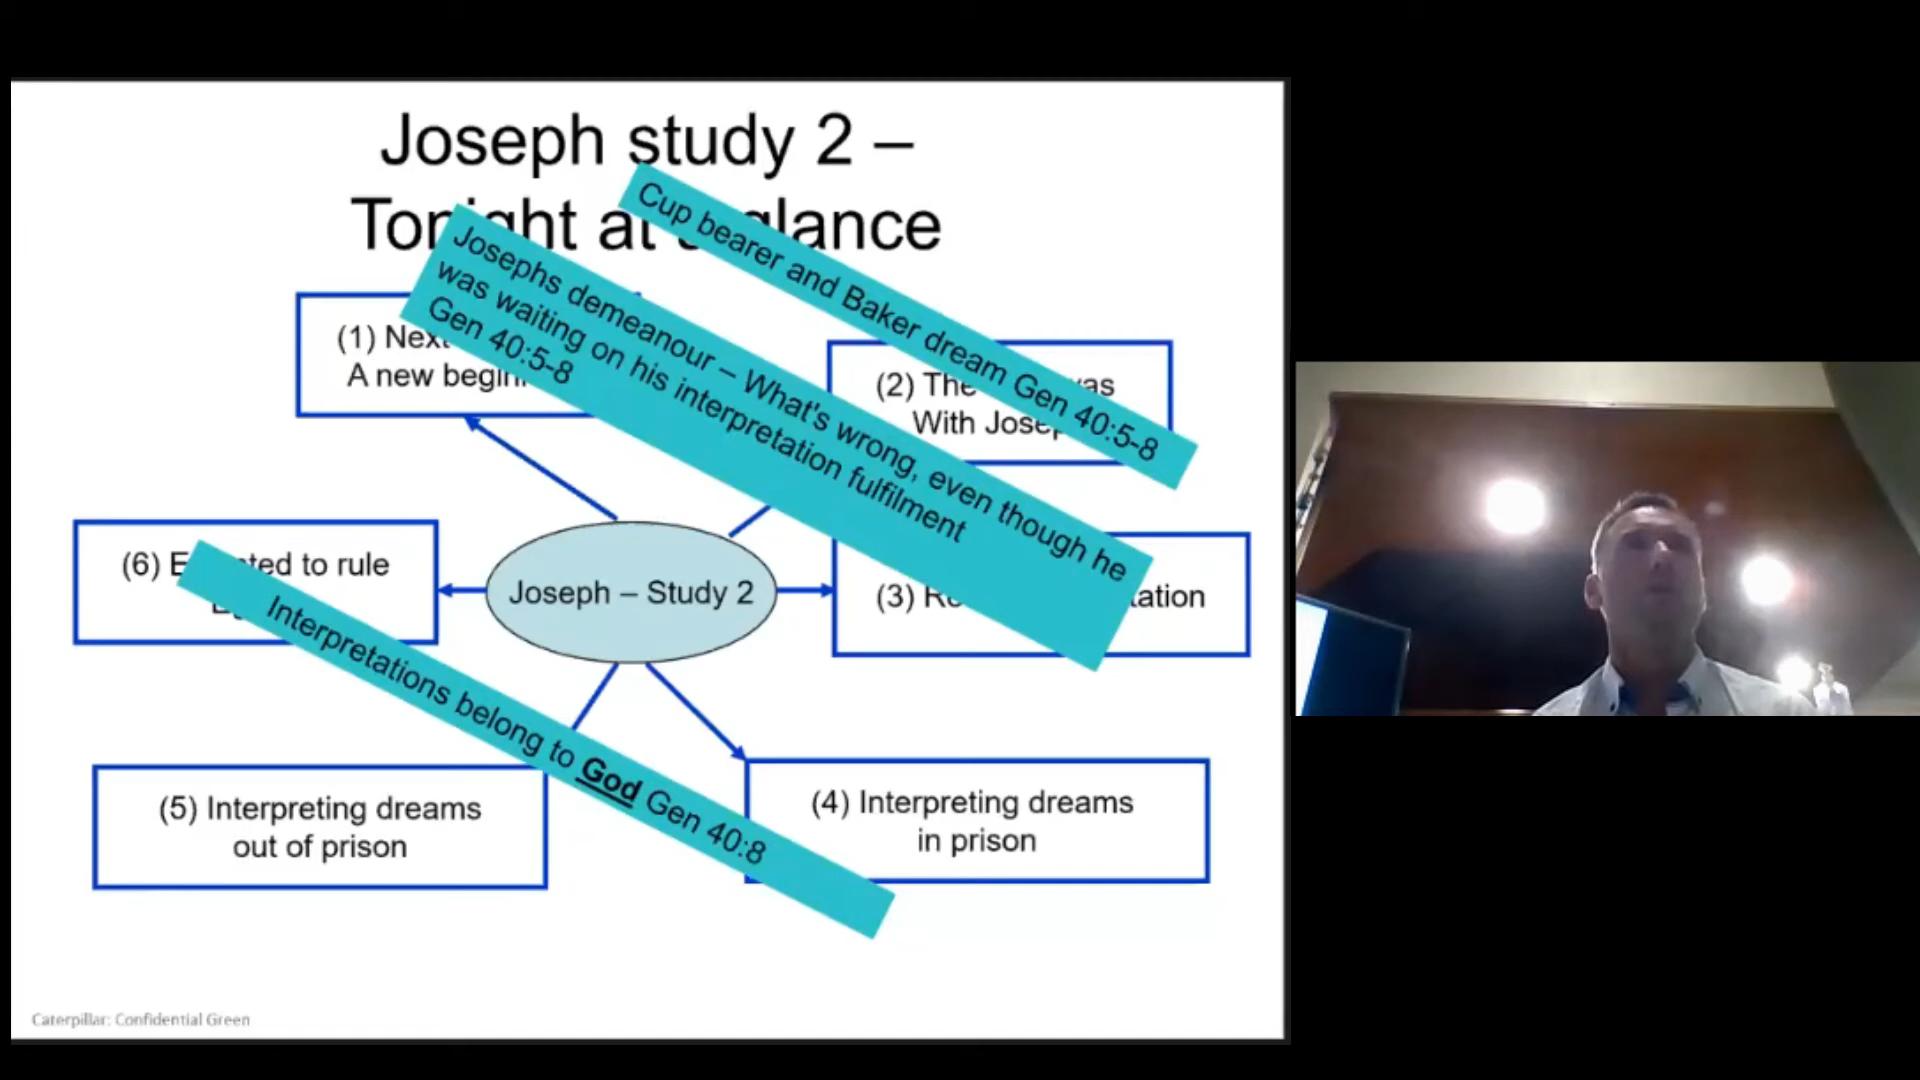 Joseph study 2 –
Tonight at a glance
Cup bearer and Baker dream Gen 40:5-8
Josephs demeanour – What's wrong, even though he
was waiting on his interpretation fulfilment
Gen 40:5-8
(1) Next
A new begin
(2) The was
With Joseph
(6) to rule
Joseph – Study 2
(3)
Interpretations belong to God Gen 40:8
(5) Interpreting dreams
out of prison
(4) Interpreting dreams
in prison
Caterpillar: Confidential Green